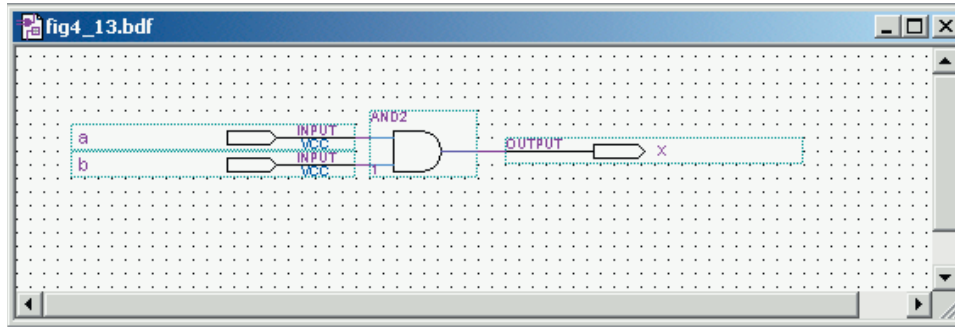 fig4_13.bdf
AND2
a INPUT
VCC
b INPUT
VCC
1
OUTPUT
x